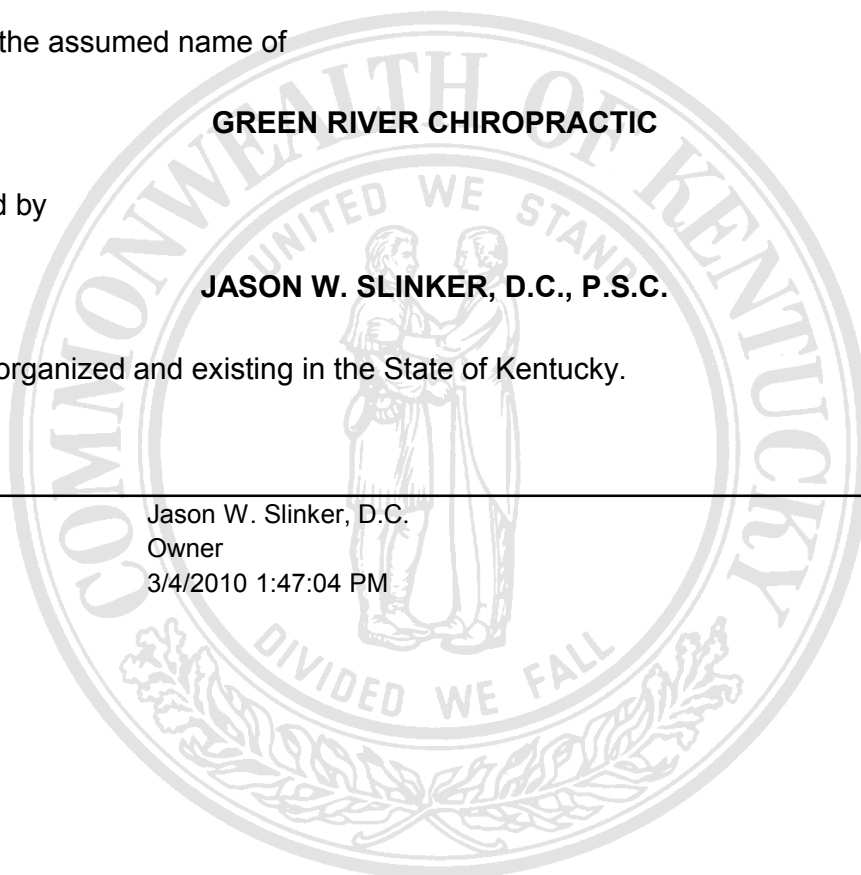 the assumed name of
GREEN RIVER CHIROPRACTIC
d by
JASON W. SLINKER, D.C., P.S.C.
organized and existing in the State of Kentucky.
Jason W. Slinker, D.C.
Owner
3/4/2010 1:47:04 PM
COMMONWEALTH OF KENTUCKY
UNITED WE STAND
DIVIDED WE FALL